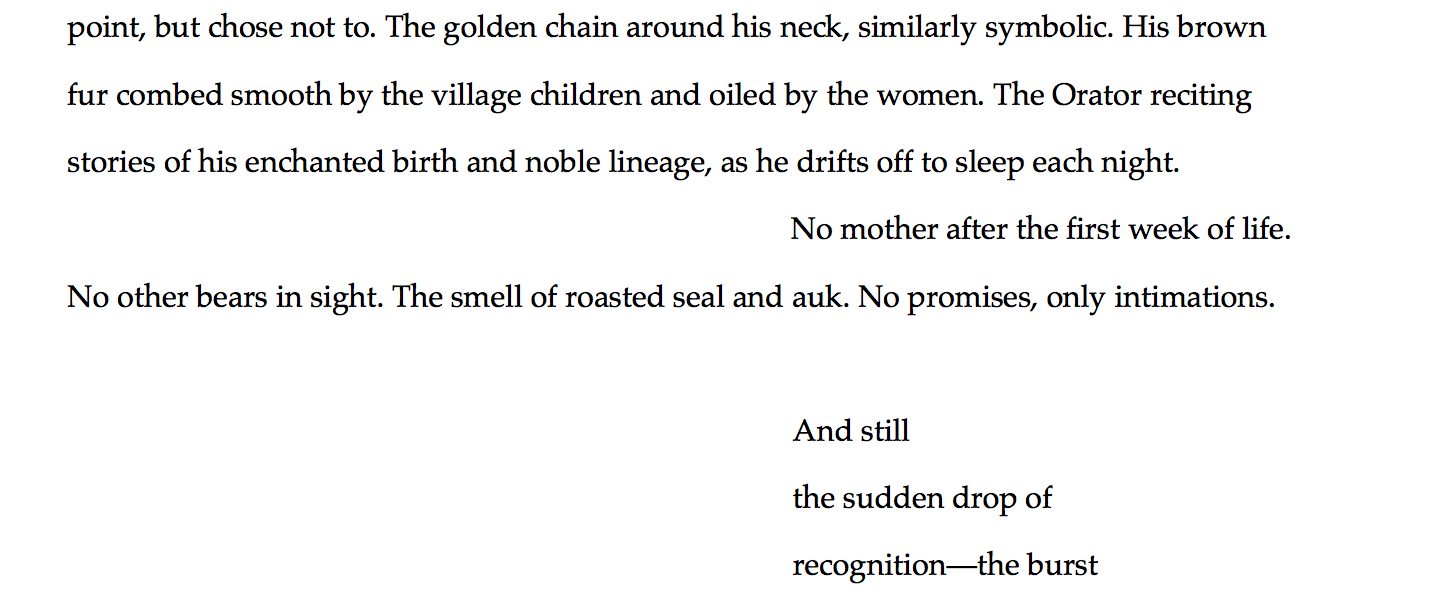 point, but chose not to. The golden chain around his neck, similarly symbolic. His brown
fur combed smooth by the village children and oiled by the women. The Orator reciting
stories of his enchanted birth and noble lineage, as he drifts off to sleep each night.
No mother after the first week of life.
No other bears in sight. The smell of roasted seal and auk. No promises, only intimations.
And still
the sudden drop of
recognition—the burst